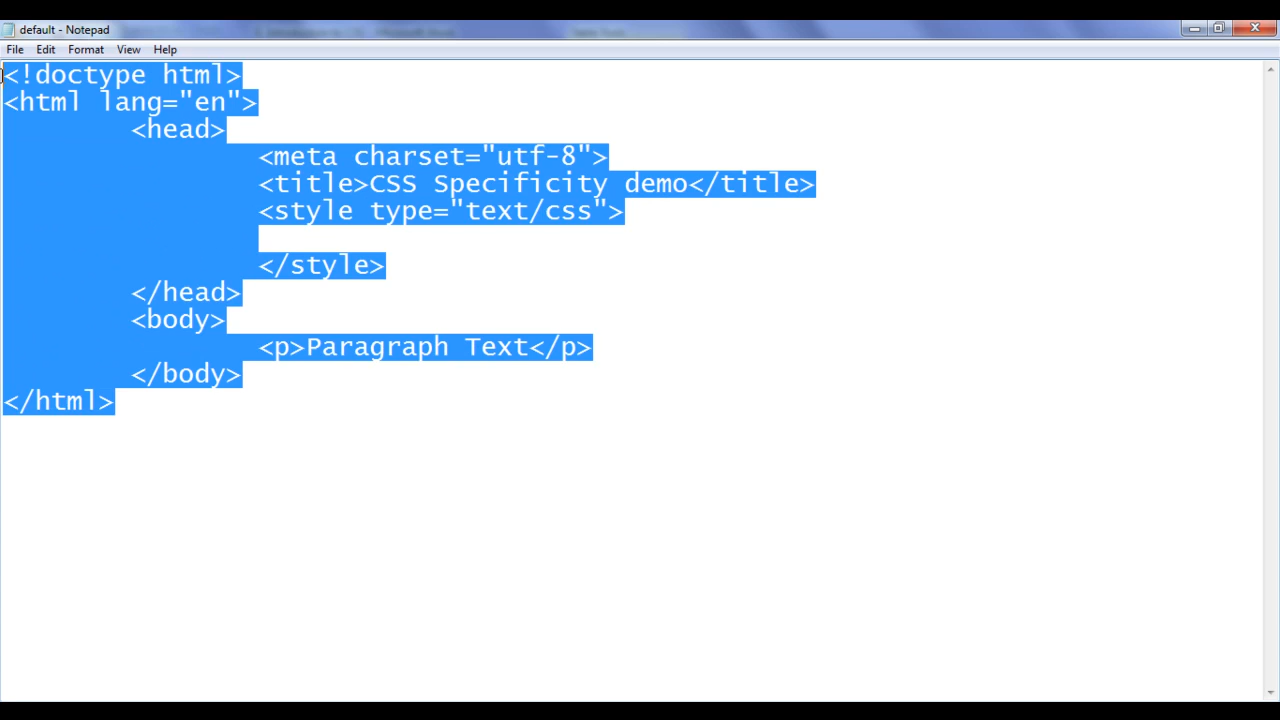 default - Notepad
File Edit Format View Help
<!doctype html>
<html lang="en">
<head>
<meta charset="utf-8">
<title>CSS Specificity demo</title>
<style type="text/css">
</style>
</head>
<body>
<p>Paragraph Text</p>
</body>
</html>